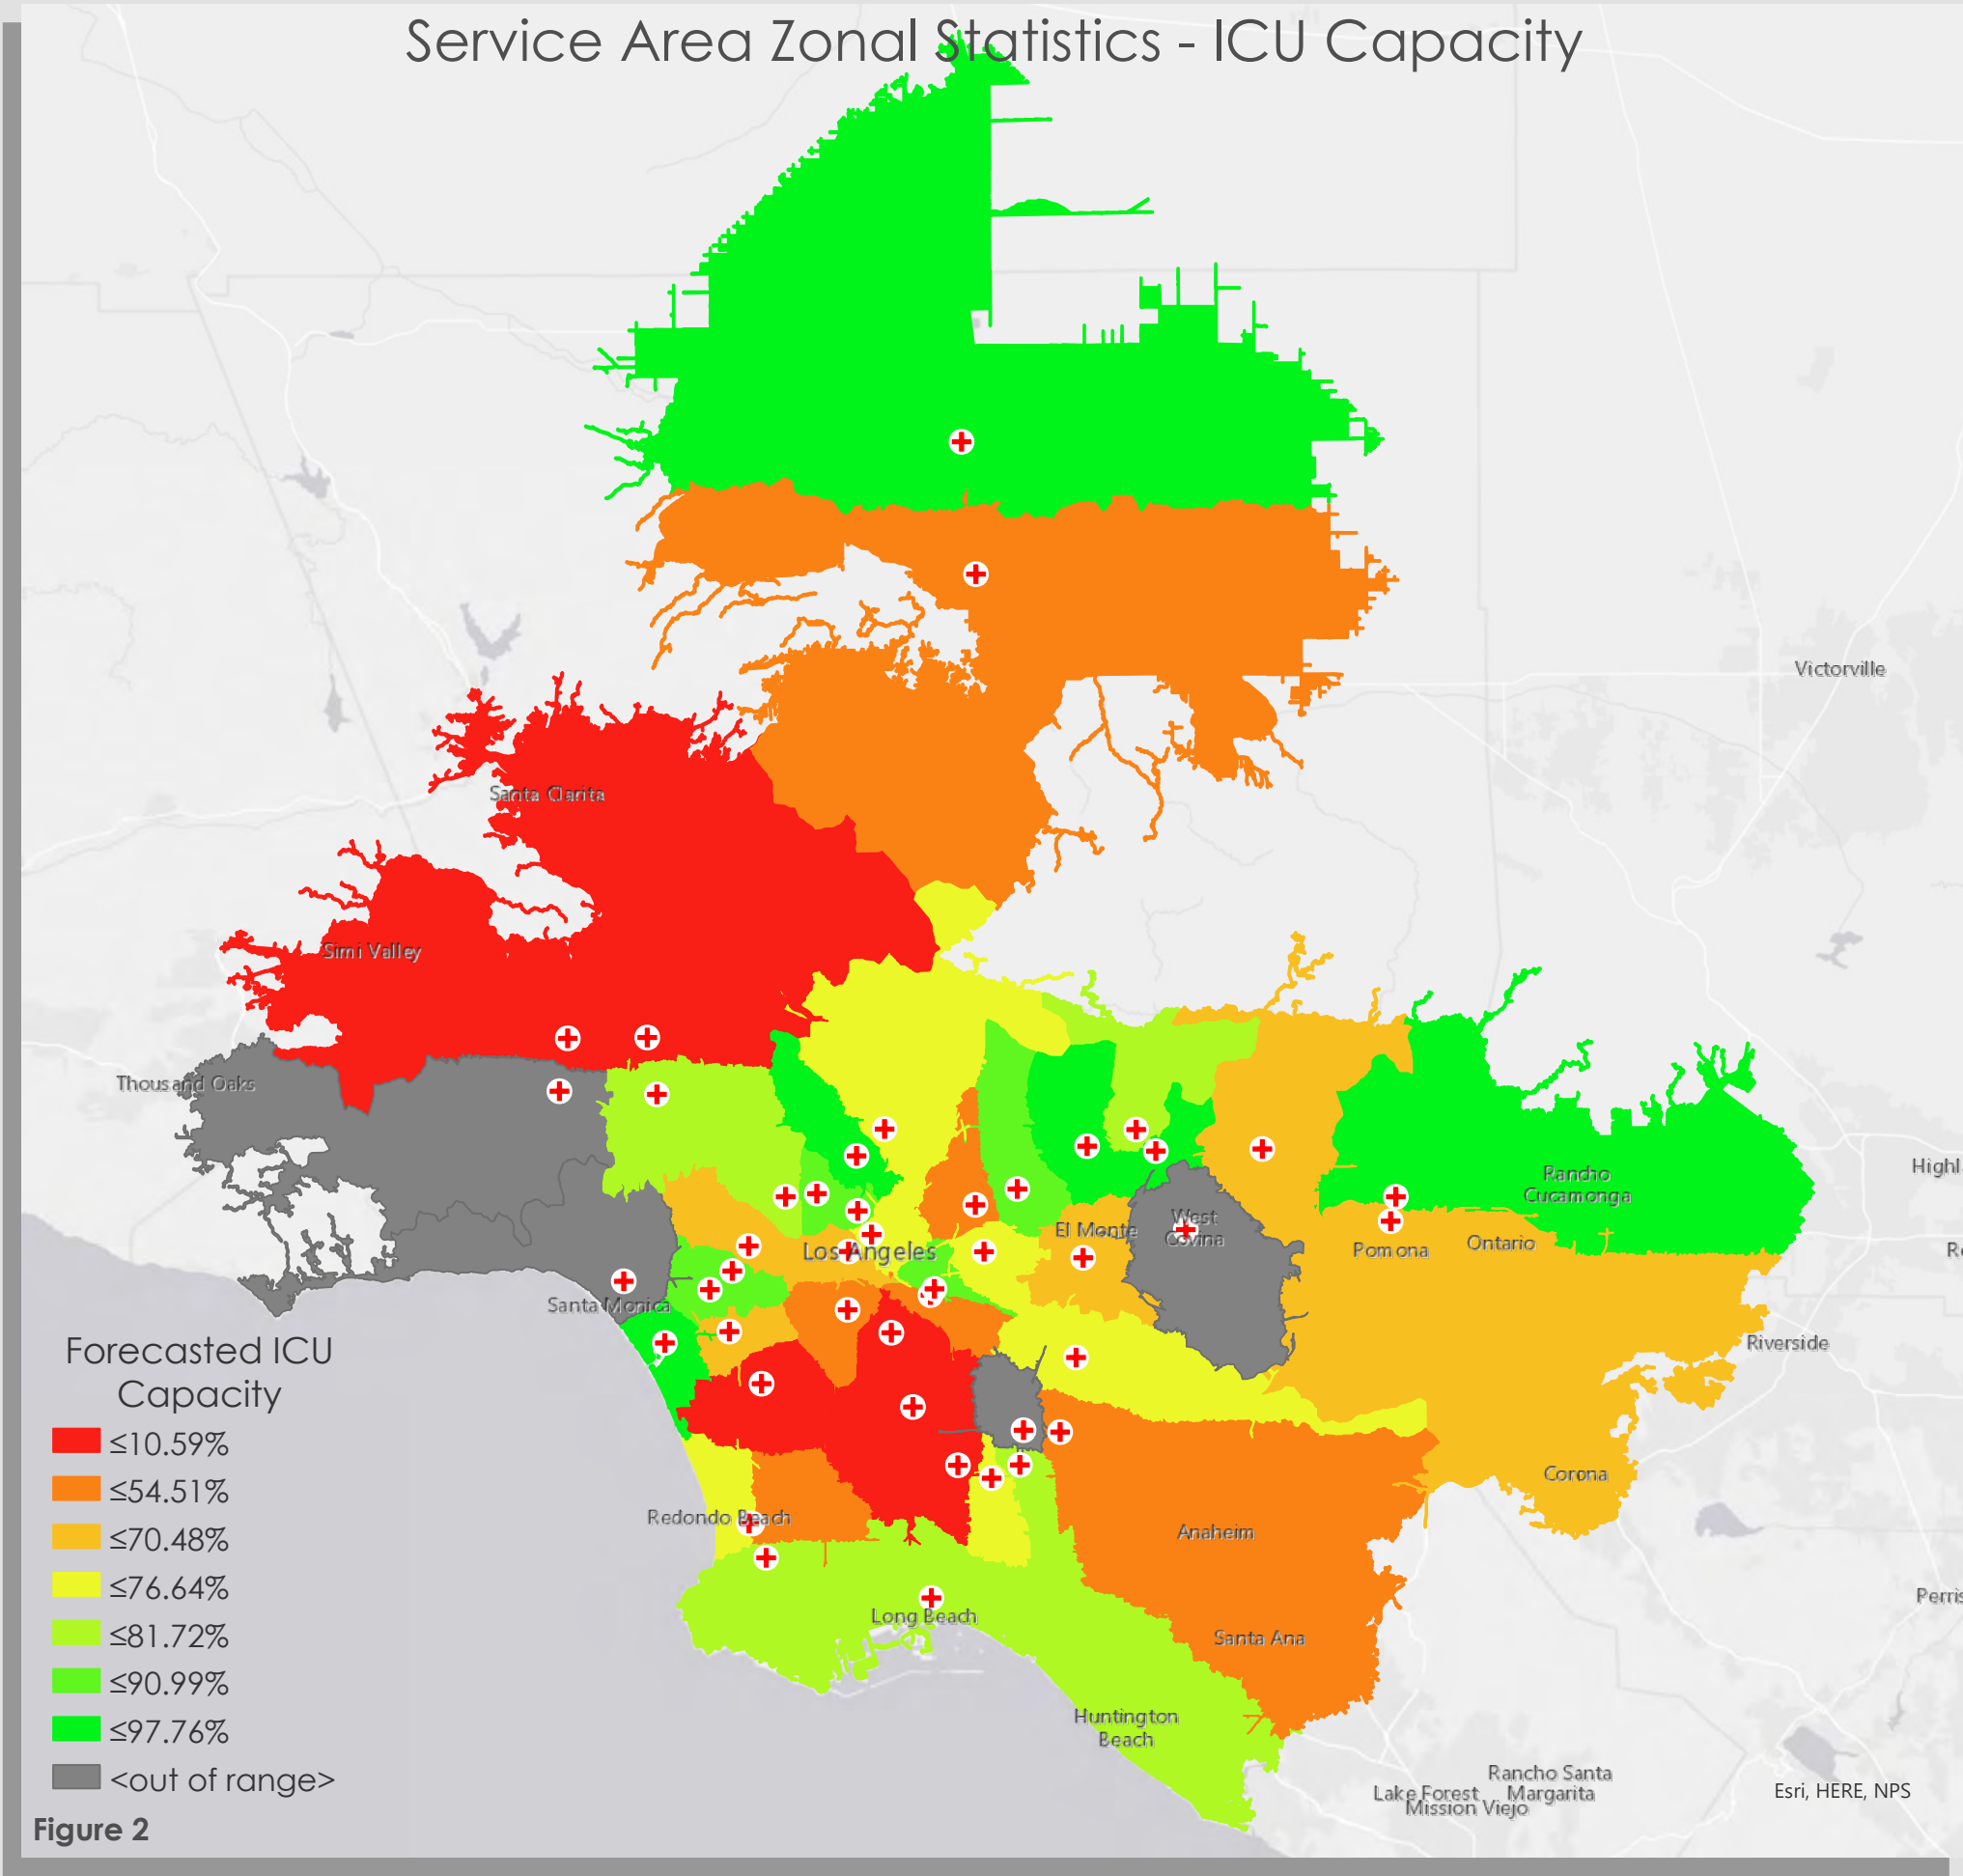 Service Area Zonal Statistics - ICU Capacity
Victorville
Santa Clarita
Simi Valley
Thousand Oaks
Rancho
Cucamonga
Highl
West
Covina
El Monte
Los Angeles
Pomona
Ontario
Santa Monica
Riverside
Corona
Redondo Beach
Anaheim
Perris
Long Beach
Santa Ana
Huntington
Beach
Rancho Santa
Margarita
Lake Forest
Mission Viejo
Forecasted ICU
Capacity
≤10.59%
≤54.51%
≤70.48%
≤76.64%
≤81.72%
≤90.99%
≤97.76%
<out of range>
Esri, HERE, NPS
Figure 2